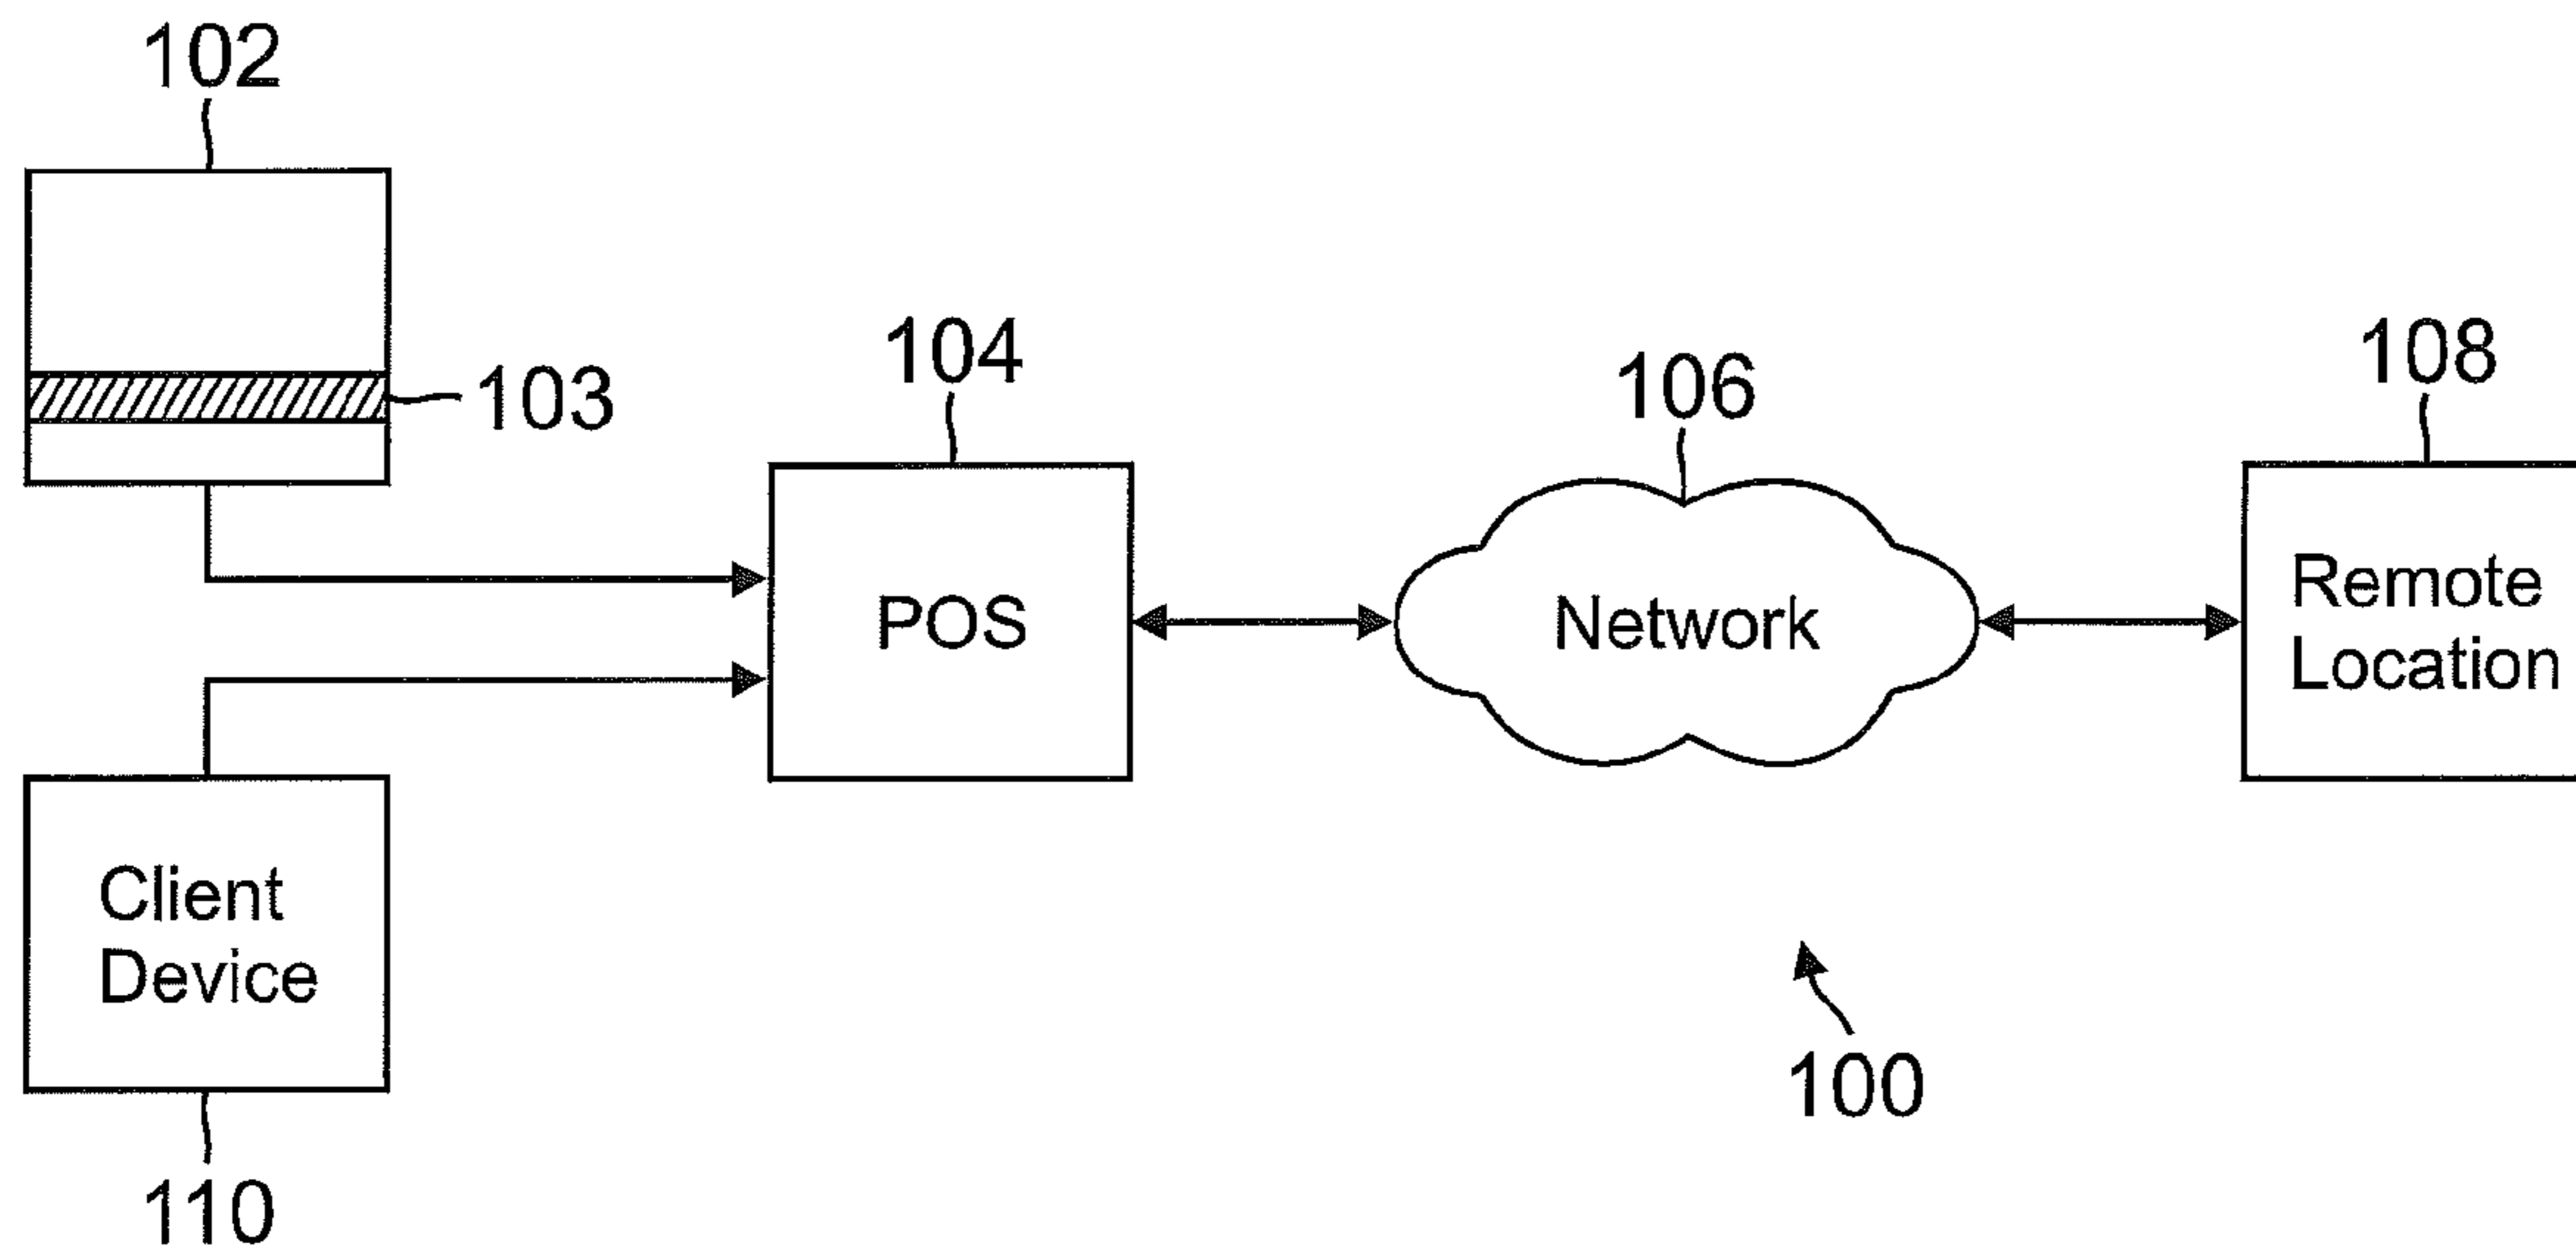 102
103
104
106
108
POS
Network
Remote
Location
Client
Device
100
110